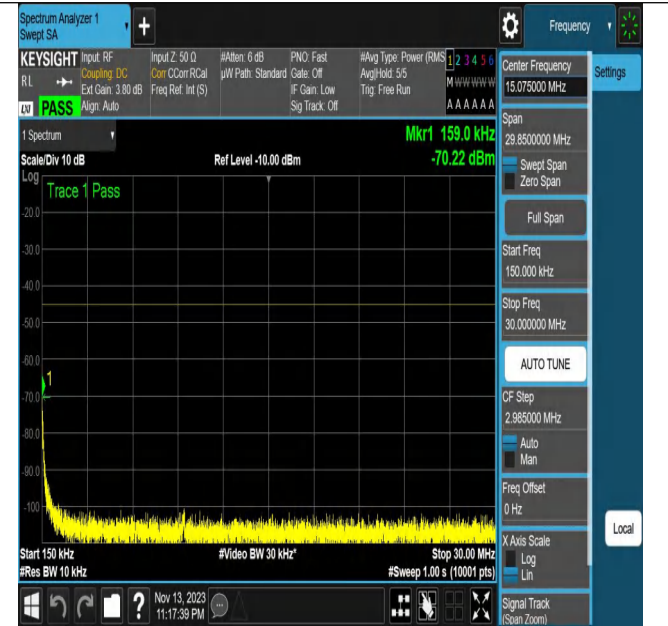 Spectrum Analyzer 1
Swept SA
+
Frequency
KEYSIGHT
RL
LXI PASS
Input: RF
Coupling: DC
Ext Gain: 3.80 dB
Align: Auto
Input Z: 50 Ω
Corr CCorr RCal
Freq Ref: Int (S)
#Atten: 6 dB
µW Path: Standard
PNO: Fast
Gate: Off
IF Gain: Low
Sig Track: Off
#Avg Type: Power (RMS
Avg|Hold: 5/5
Trig: Free Run
1 2 3 4 5 6
M W W W W W
A A A A A A
1 Spectrum
Scale/Div 10 dB
Ref Level -10.00 dBm
Mkr1 159.0 kHz
-70.22 dBm
Log
Trace 1 Pass
-20.0
-30.0
-40.0
-50.0
-60.0
-70.0
-80.0
-90.0
-100
1
Start 150 kHz
#Video BW 30 kHz*
Stop 30.00 MHz
#Res BW 10 kHz
#Sweep 1.00 s (10001 pts)
?
Nov 13, 2023
11:17:39 PM
Center Frequency
15.075000 MHz
Settings
Span
29.8500000 MHz
Swept Span
Zero Span
Full Span
Start Freq
150.000 kHz
Stop Freq
30.000000 MHz
AUTO TUNE
CF Step
2.985000 MHz
Auto
Man
Freq Offset
0 Hz
Local
X Axis Scale
Log
Lin
Signal Track
(Span Zoom)